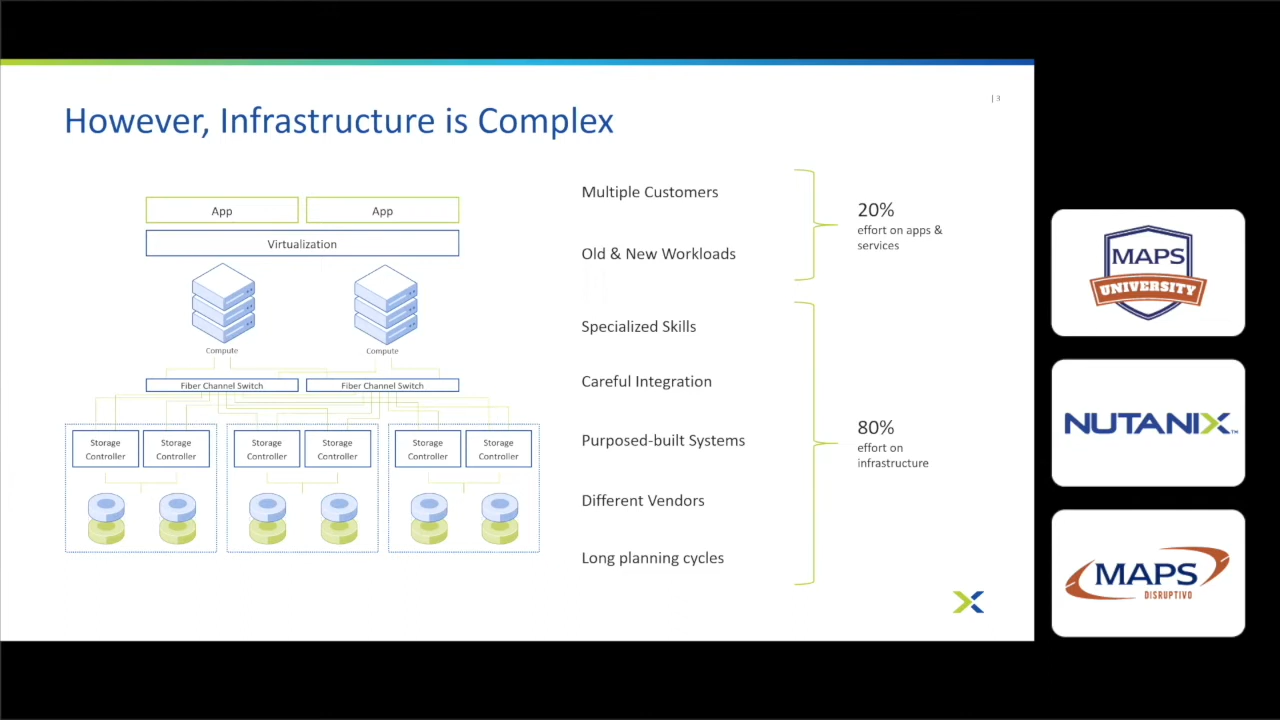 | 3
However, Infrastructure is Complex
App
App
Virtualization
Compute
Compute
Fiber Channel Switch
Fiber Channel Switch
Storage
Controller
Storage
Controller
Storage
Controller
Storage
Controller
Storage
Controller
Storage
Controller
Multiple Customers
Old & New Workloads
20%
effort on apps &
services
Specialized Skills
Careful Integration
Purposed-built Systems
Different Vendors
Long planning cycles
80%
effort on
infrastructure
MAPS
UNIVERSITY
NUTANIX™
MAPS
DISRUPTIVO